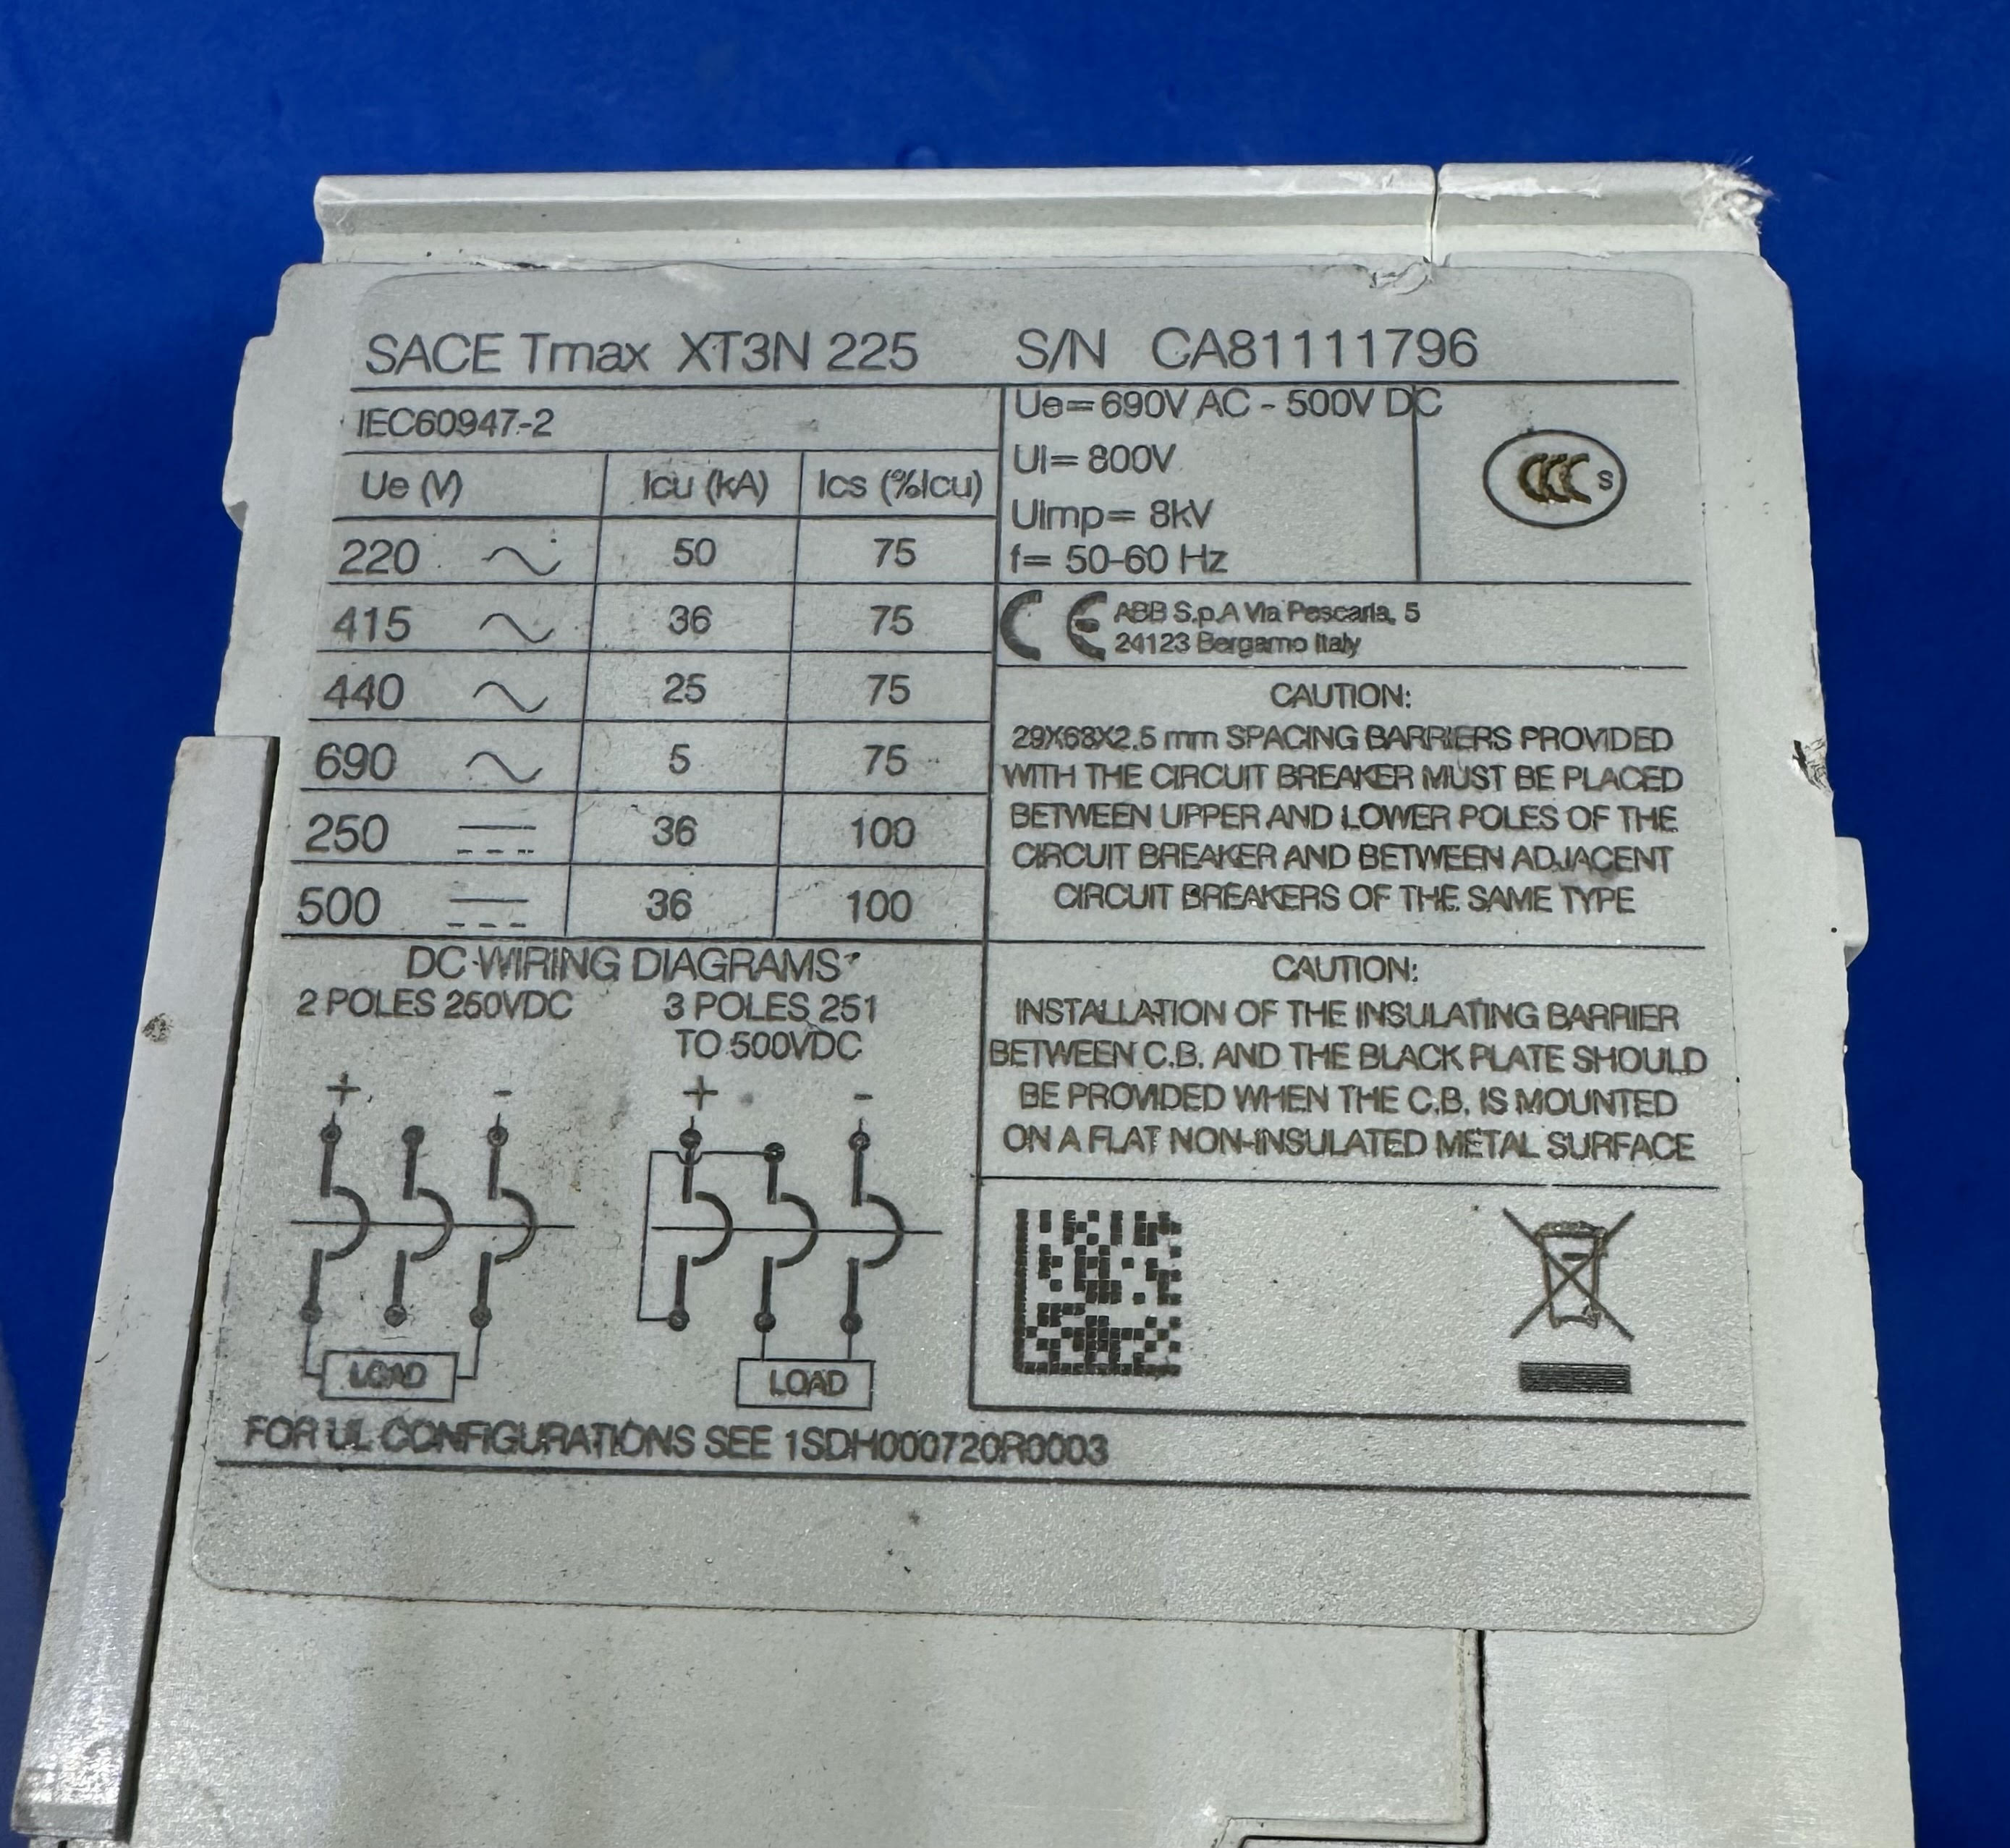 SACE Tmax XT3N 225 S/N CA81111796
IEC60947-2
Ue (V) Icu (kA) Ics (%Icu)
220 50 75
415 36 75
440 25 75
690 5 75
250 36 100
500 36 100
Ue=690V AC - 500V DC
Ui= 800V
Uimp= 8kV
f= 50-60 Hz
CCC S
CE ABB S.p.A Via Pescaria, 5
24123 Bergamo Italy
CAUTION:
29X68X2.5 mm SPACING BARRIERS PROVIDED
WITH THE CIRCUIT BREAKER MUST BE PLACED
BETWEEN UPPER AND LOWER POLES OF THE
CIRCUIT BREAKER AND BETWEEN ADJACENT
CIRCUIT BREAKERS OF THE SAME TYPE
DC WIRING DIAGRAMS
2 POLES 250VDC 3 POLES 251
TO 500VDC
+ - + -
LOAD LOAD
CAUTION:
INSTALLATION OF THE INSULATING BARRIER
BETWEEN C.B. AND THE BLACK PLATE SHOULD
BE PROVIDED WHEN THE C.B. IS MOUNTED
ON A FLAT NON-INSULATED METAL SURFACE
FOR UL CONFIGURATIONS SEE 1SDH000720R0003